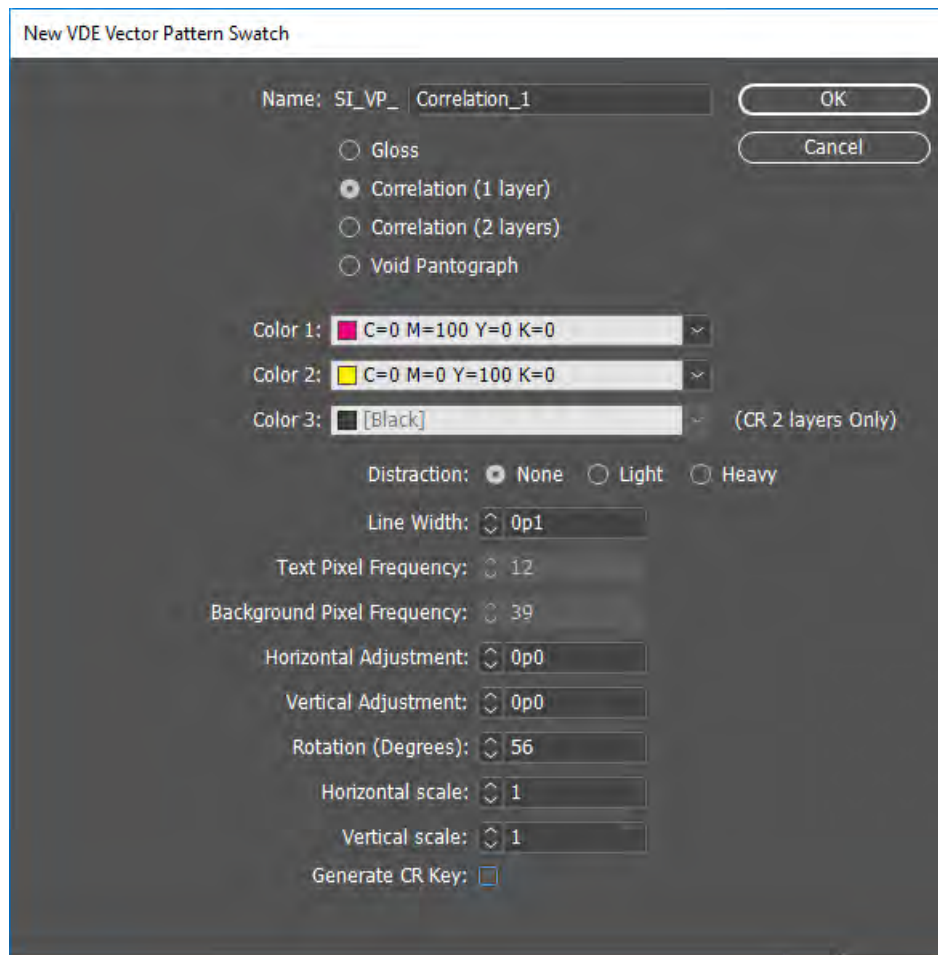 New VDE Vector Pattern Swatch
Name: SI_VP_ Correlation_1 OK
Gloss Cancel
Correlation (1 layer)
Correlation (2 layers)
Void Pantograph
Color 1: C=0 M=100 Y=0 K=0
Color 2: C=0 M=0 Y=100 K=0
Color 3: [Black] (CR 2 layers Only)
Distraction: None Light Heavy
Line Width: 0p1
Text Pixel Frequency: 12
Background Pixel Frequency: 39
Horizontal Adjustment: 0p0
Vertical Adjustment: 0p0
Rotation (Degrees): 56
Horizontal scale: 1
Vertical scale: 1
Generate CR Key: